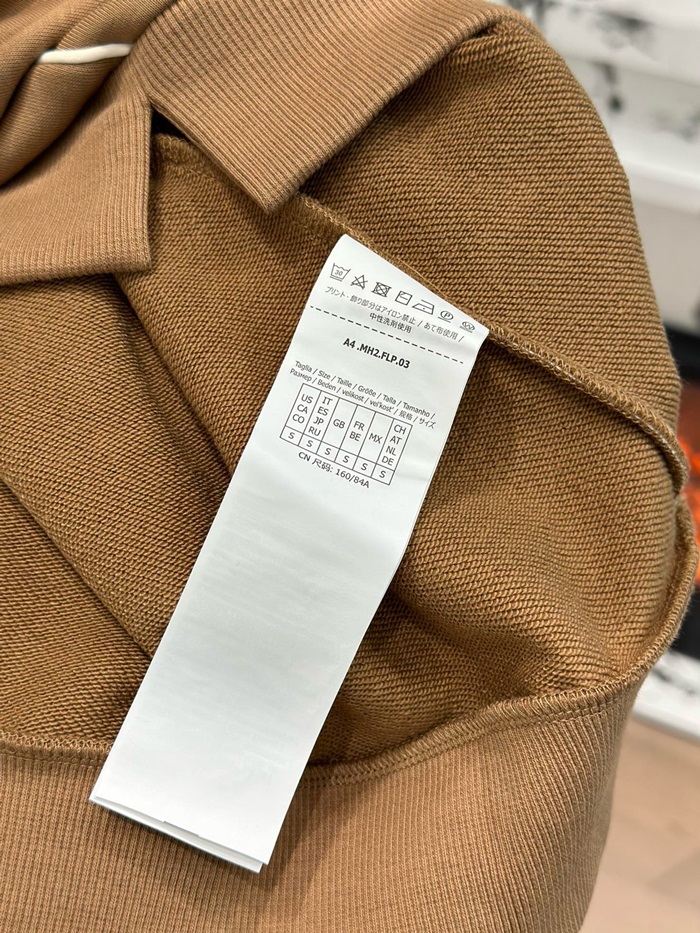 30
プリント・飾り部分はアイロン禁止 / あて布使用 /
中性洗剤使用
A4 .MH2.FLP.03
Taglia / Size / Taille / Größe / Talla / Tamanho /
Размер / Beden / velikost / veľkosť / 规格 / サイズ
US CA CO IT ES JP RU GB FR BE MX CH AT NL DE
S S S S S S
CN 尺码: 160/84A